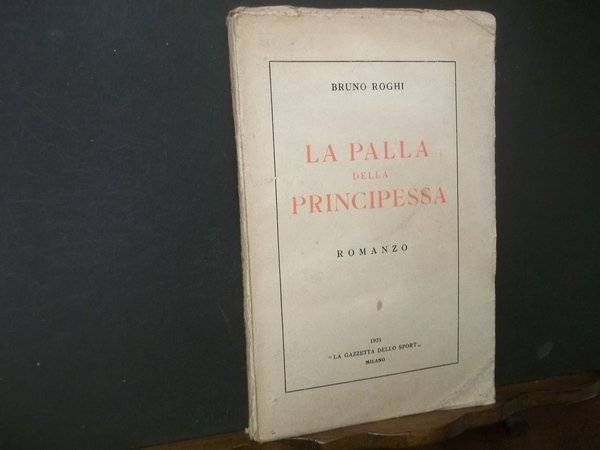 BRUNO ROGHI
LA PALLA
DELLA
PRINCIPESSA
ROMANZO
1931
"LA GAZZETTA DELLO SPORT„
MILANO